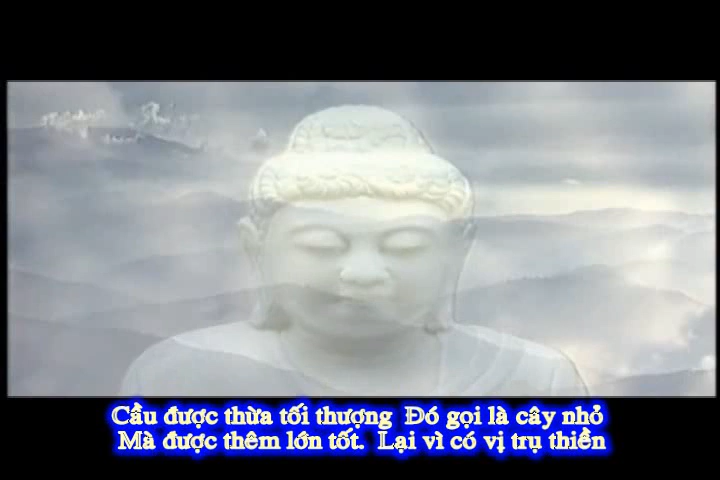 Cầu được thừa tối thượng Đó gọi là cây nhỏ
Mà được thêm lớn tốt. Lại vì có vị trụ thiền